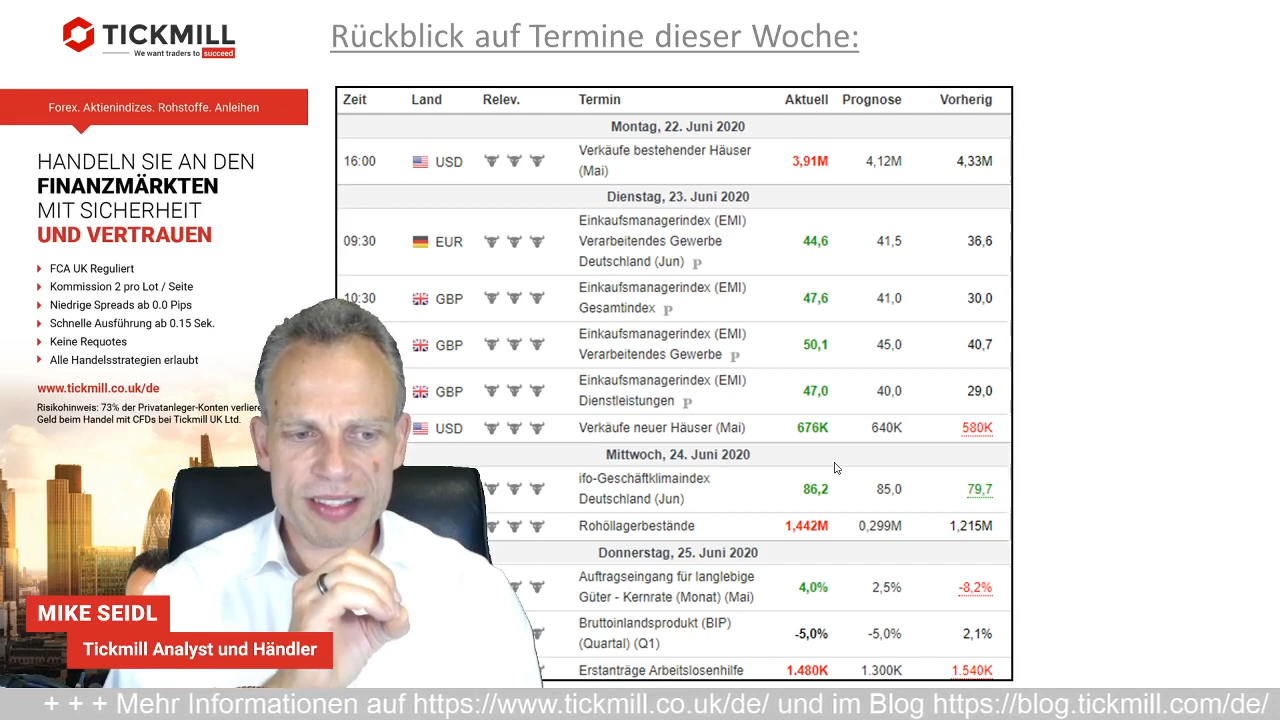 TICKMILL
We want traders to succeed
Rückblick auf Termine dieser Woche:
Forex. Aktienindizes. Rohstoffe. Anleihen
HANDELN SIE AN DEN
FINANZMÄRKTEN
MIT SICHERHEIT
UND VERTRAUEN
FCA UK Reguliert
Kommission 2 pro Lot / Seite
Niedrige Spreads ab 0.0 Pips
Schnelle Ausführung ab 0.15 Sek.
Keine Requotes
Alle Handelsstrategien erlaubt
www.tickmill.co.uk/de
Risikohinweis: 73% der Privatanleger-Konten
Geld beim Handel mit CFDs bei Tickmill UK Ltd.
Zeit Land Relev. Termin Aktuell Prognose Vorherig
Montag, 22. Juni 2020
16:00 USD Verkäufe bestehender Häuser 3,91M 4,12M 4,33M
(Mai)
Dienstag, 23. Juni 2020
Einkaufsmanagerindex (EMI)
09:30 EUR Verarbeitendes Gewerbe 44,6 41,5 36,6
Deutschland (Jun) P
10:30 GBP Einkaufsmanagerindex (EMI) 47,6 41,0 30,0
Gesamtindex P
GBP Einkaufsmanagerindex (EMI) 50,1 45,0 40,7
Verarbeitendes Gewerbe P
GBP Einkaufsmanagerindex (EMI) 47,0 40,0 29,0
Dienstleistungen P
USD Verkäufe neuer Häuser (Mai) 676K 640K 580K
Mittwoch, 24. Juni 2020
ifo-Geschäftklimaindex 86,2 85,0 79,7
Deutschland (Jun)
Rohöllagerbestände 1,442M 0,299M 1,215M
Donnerstag, 25. Juni 2020
Auftragseingang für langlebige 4,0% 2,5% -8,2%
Güter - Kernrate (Monat) (Mai)
Bruttoinlandsprodukt (BIP) -5,0% -5,0% 2,1%
(Quartal) (Q1)
Erstanträge Arbeitslosenhilfe 1.480K 1.300K 1.540K
MIKE SEIDL
Tickmill Analyst und Händler
+ + + Mehr Informationen auf https://www.tickmill.co.uk/de/ und im Blog https://blog.tickmill.com/de/